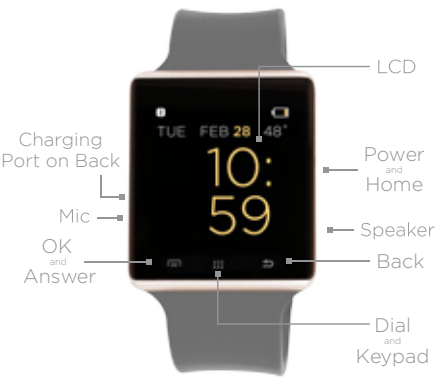 LCD
TUE FEB 28 48°
10:
59
Charging
Port on Back
Mic
OK
and
Answer
Power
and
Home
Speaker
Back
Dial
and
Keypad